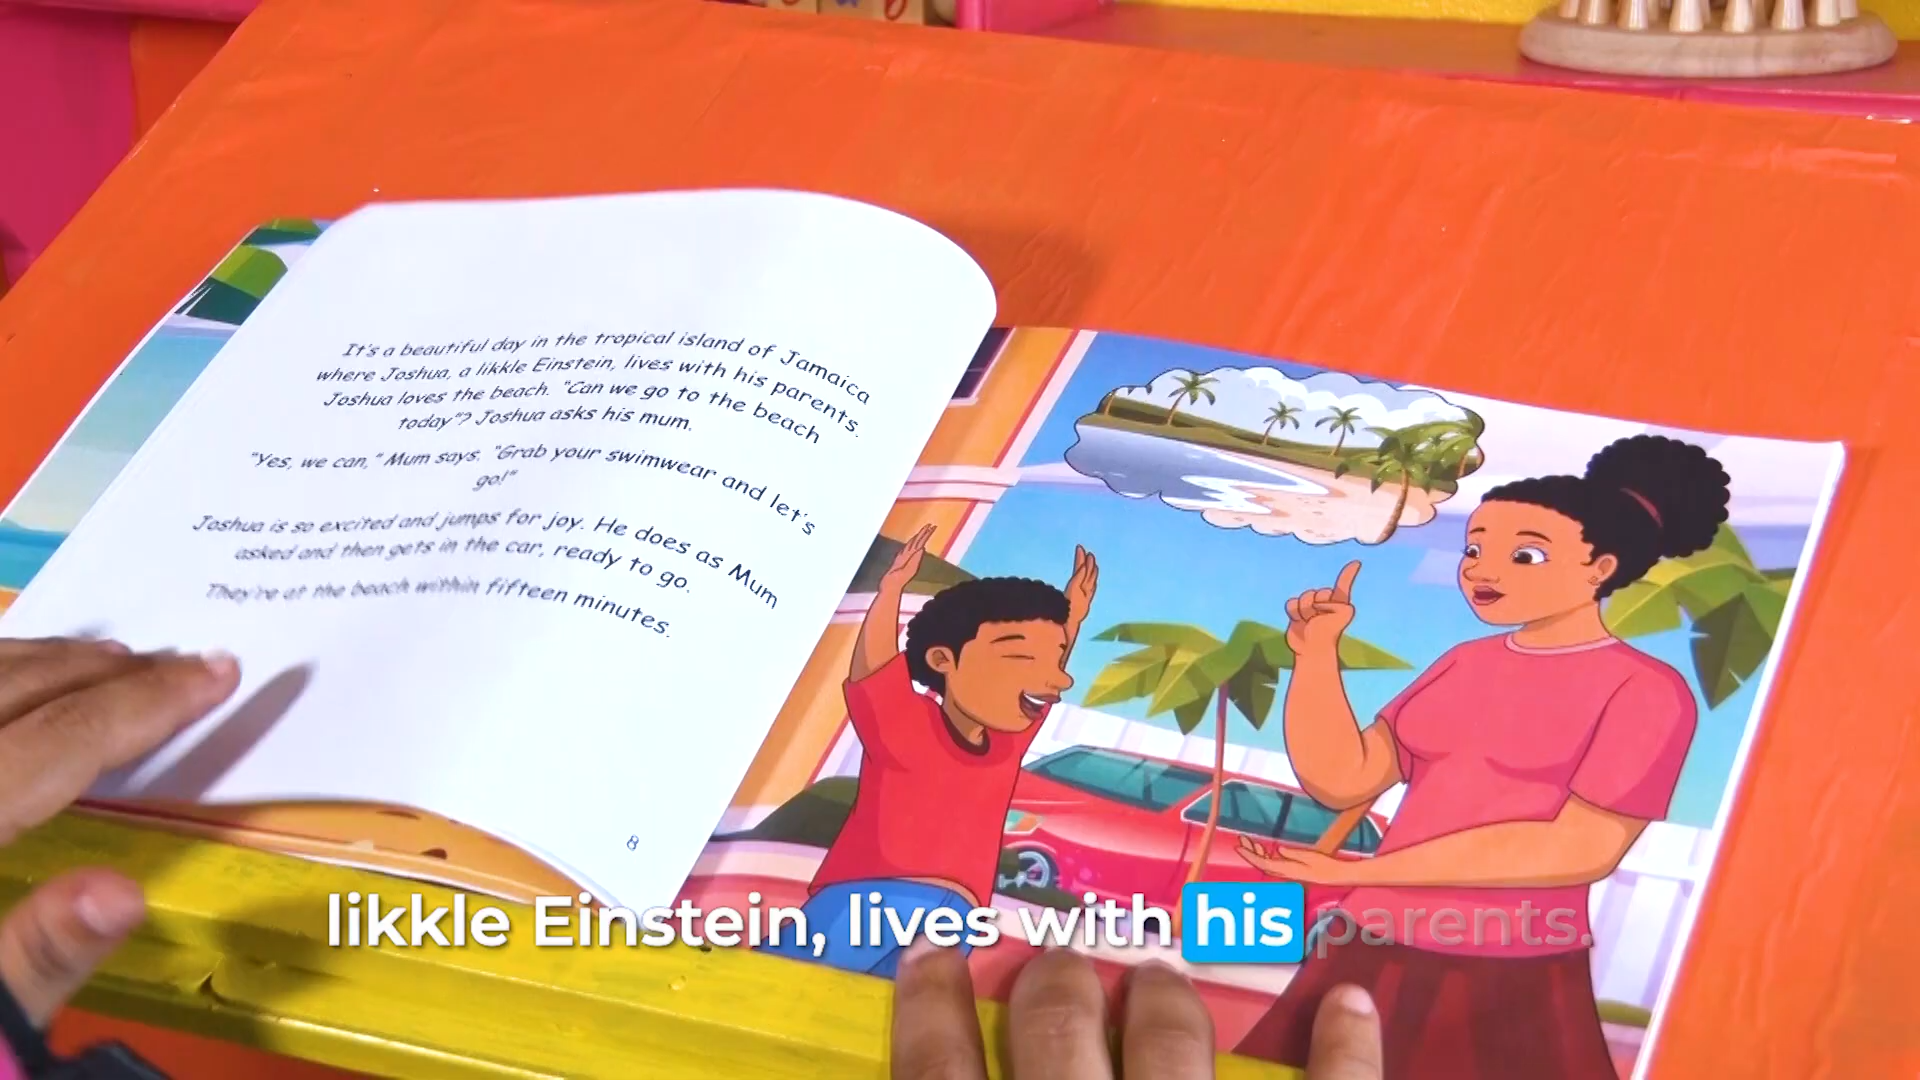 It's a beautiful day in the tropical island of Jamaica
where Joshua, a likkle Einstein, lives with his parents.
Joshua loves the beach. "Can we go to the beach
today"? Joshua asks his mum.
"Yes, we can," Mum says. "Grab your swimwear and let's
go!"
Joshua is so excited and jumps for joy. He does as Mum
asked and then gets in the car, ready to go.
They're at the beach within fifteen minutes.
8
likkle Einstein, lives with his parents.